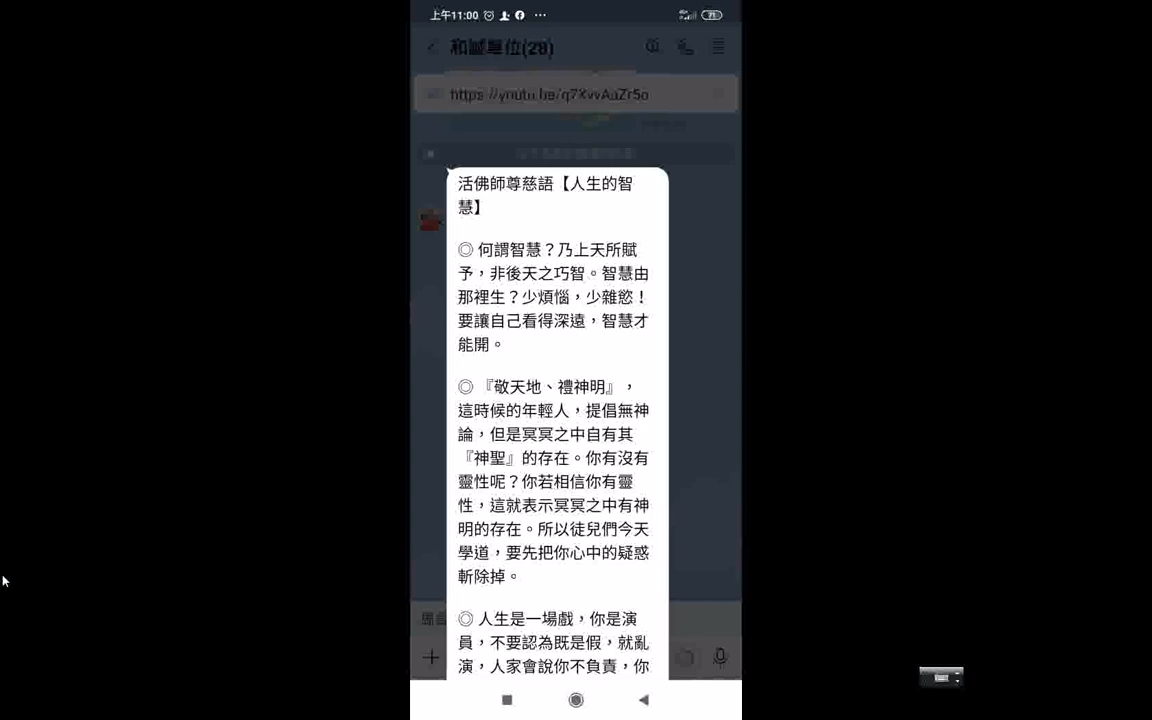 上午11:00
和誠單位(28)
活佛師尊慈語【人生的智
慧】
◎ 何謂智慧？乃上天所賦
予，非後天之巧智。智慧由
那裡生？少煩惱，少雜慾！
要讓自己看得深遠，智慧才
能開。
◎ 『敬天地、禮神明』，
這時候的年輕人，提倡無神
論，但是冥冥之中自有其
『神聖』的存在。你有沒有
靈性呢？你若相信你有靈
性，這就表示冥冥之中有神
明的存在。所以徒兒們今天
學道，要先把你心中的疑惑
斬除掉。
◎ 人生是一場戲，你是演
員，不要認為既是假，就亂
演，人家會說你不負責，你